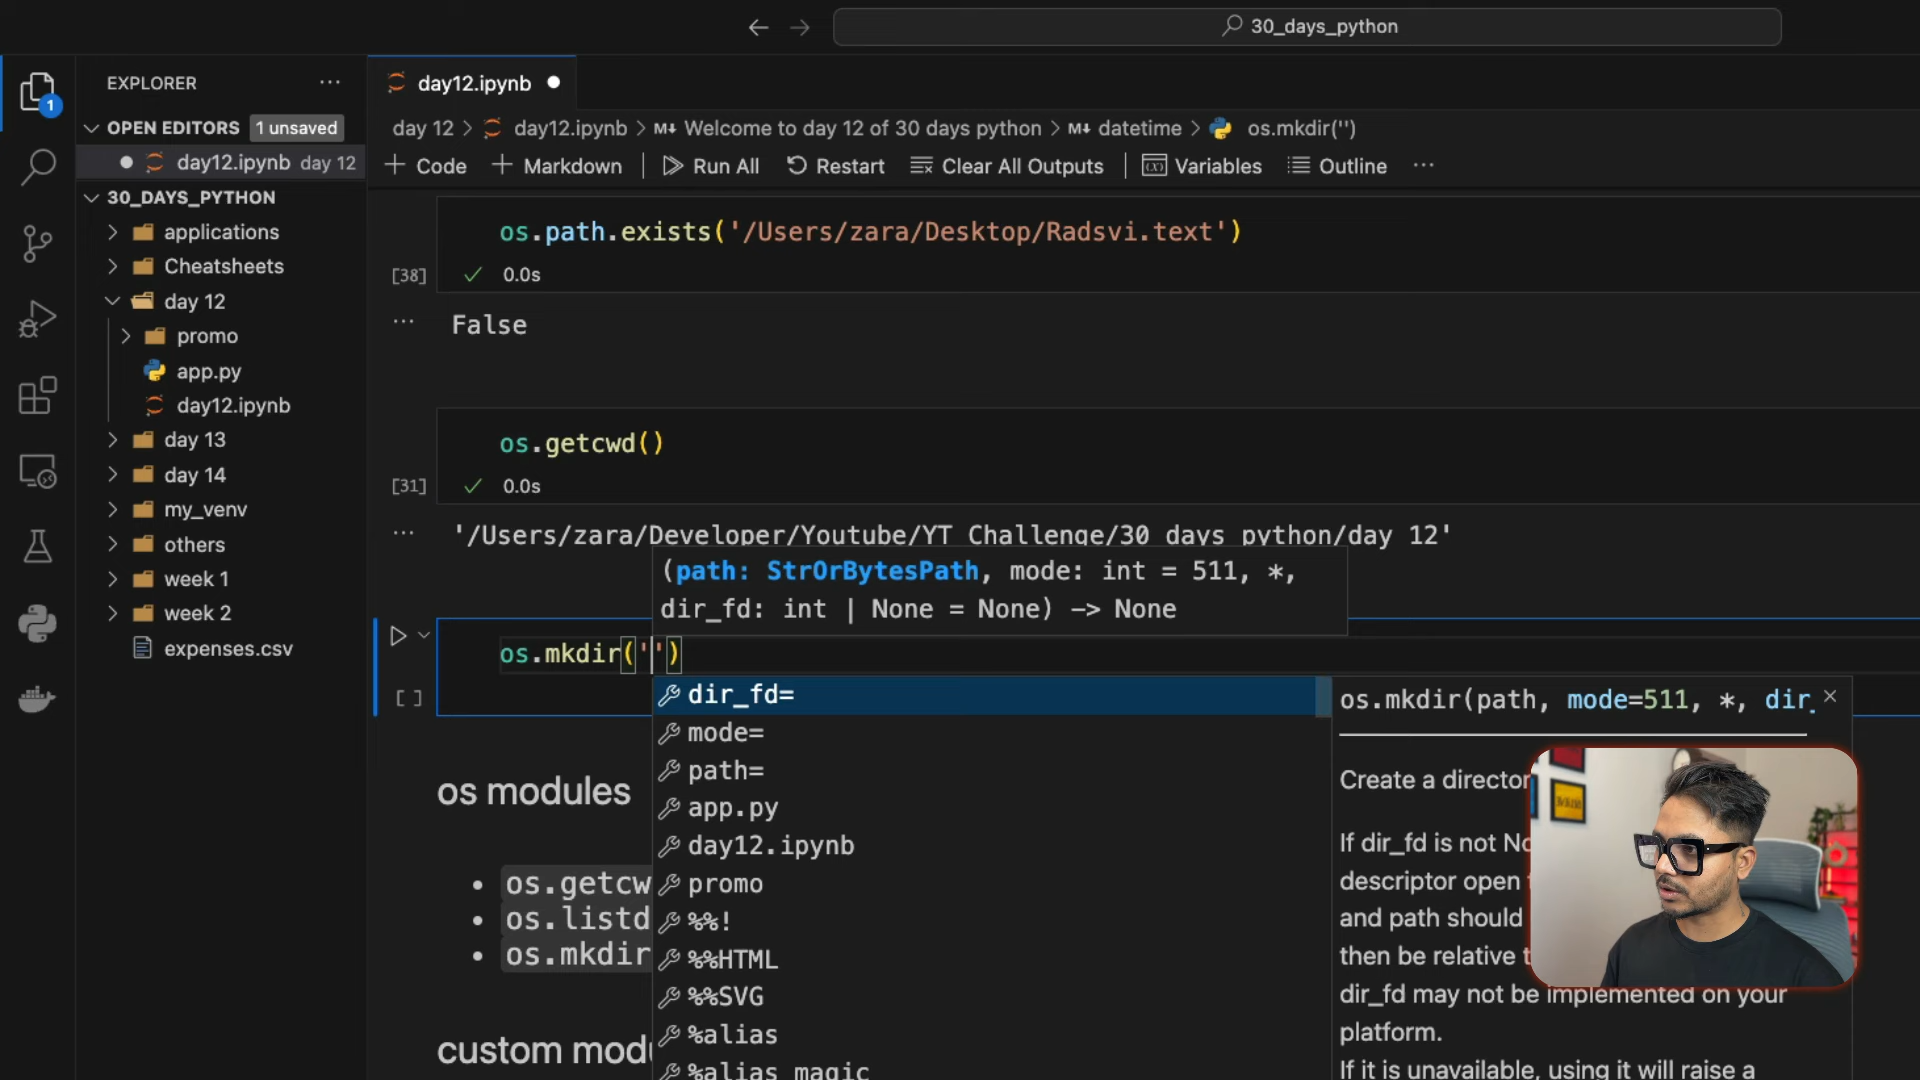 30_days_python
EXPLORER
day12.ipynb
OPEN EDITORS 1 unsaved
day12.ipynb day 12
30_DAYS_PYTHON
applications
Cheatsheets
day 12
promo
app.py
day12.ipynb
day 13
day 14
my_venv
others
week 1
week 2
expenses.csv
1
day 12 > day12.ipynb > M↓ Welcome to day 12 of 30 days python > M↓ datetime > os.mkdir('')
+ Code + Markdown Run All Restart Clear All Outputs Variables Outline ...
os.path.exists('/Users/zara/Desktop/Radsvi.text')
[38] ✓ 0.0s
... False
os.getcwd()
[31] ✓ 0.0s
... '/Users/zara/Developer/Youtube/YT Challenge/30 days python/day 12'
(path: StrOrBytesPath, mode: int = 511, *,
dir_fd: int | None = None) -> None
os.mkdir('')
[ ]
dir_fd=
mode=
path=
app.py
day12.ipynb
promo
%%!
%%HTML
%%SVG
%alias
%alias_magic
os.mkdir(path, mode=511, *, dir_
Create a director
If dir_fd is not No
descriptor open t
and path should
then be relative t
dir_fd may not be implemented on your
platform.
If it is unavailable, using it will raise a
os modules
• os.getcw
• os.listd
• os.mkdir
custom modu